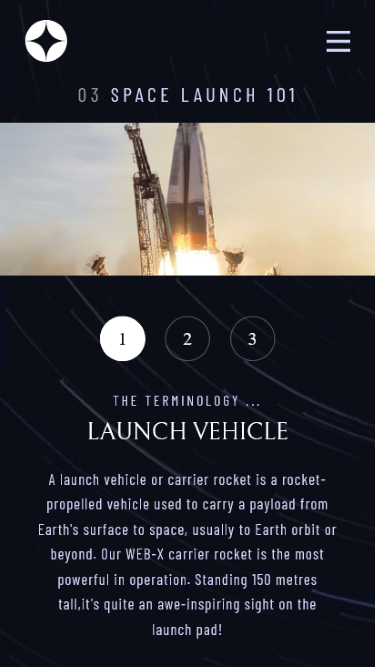 03 SPACE LAUNCH 101
1 2 3
THE TERMINOLOGY ...
LAUNCH VEHICLE
A launch vehicle or carrier rocket is a rocket-
propelled vehicle used to carry a payload from
Earth's surface to space, usually to Earth orbit or
beyond. Our WEB-X carrier rocket is the most
powerful in operation. Standing 150 metres
tall,it's quite an awe-inspiring sight on the
launch pad!